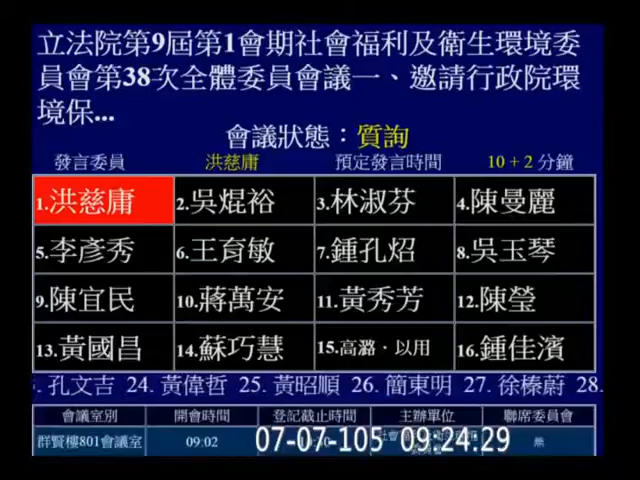 立法院第9屆第1會期社會福利及衛生環境委
員會第38次全體委員會議一、邀請行政院環
境保...
會議狀態：質詢
發言委員 洪慈庸 預定發言時間 10 + 2 分鐘
1.洪慈庸 2.吳焜裕 3.林淑芬 4.陳曼麗
5.李彥秀 6.王育敏 7.鍾孔炤 8.吳玉琴
9.陳宜民 10.蔣萬安 11.黃秀芳 12.陳瑩
13.黃國昌 14.蘇巧慧 15.高潞．以用 16.鍾佳濱
. 孔文吉 24. 黃偉哲 25. 黃昭順 26. 簡東明 27. 徐榛蔚 28.
會議室別 開會時間 登記截止時間 主辦單位 聯席委員會
群賢樓801會議室 09:02 無
07-07-105 09:24:29